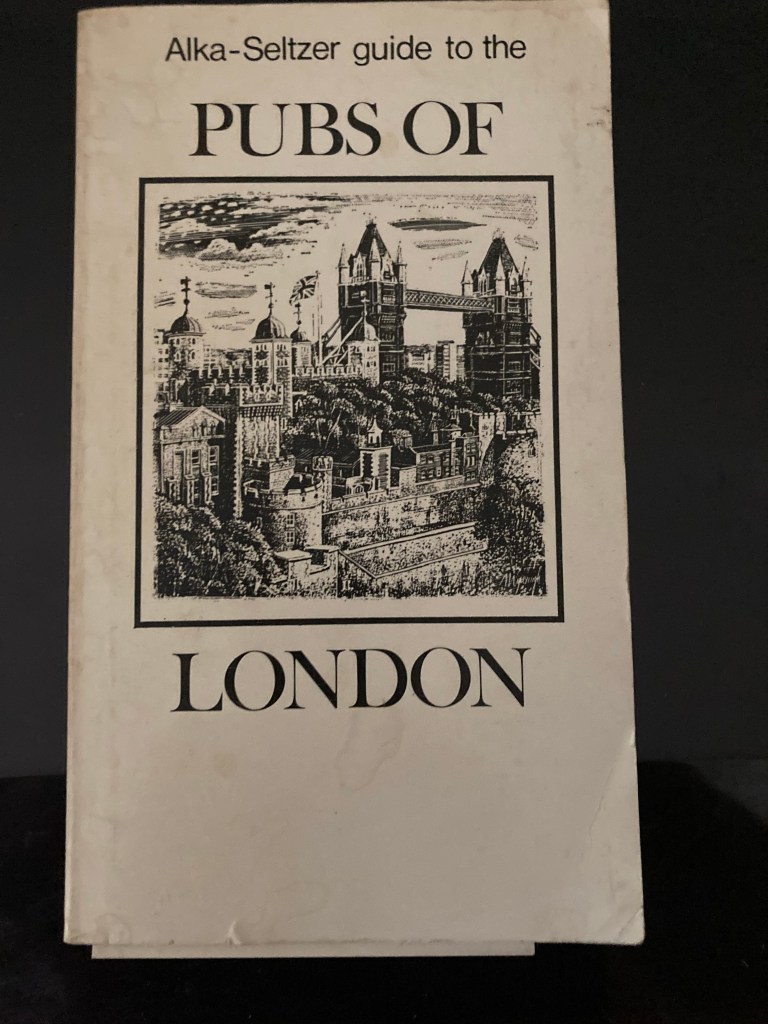 Alka-Seltzer guide to the
PUBS OF
LONDON